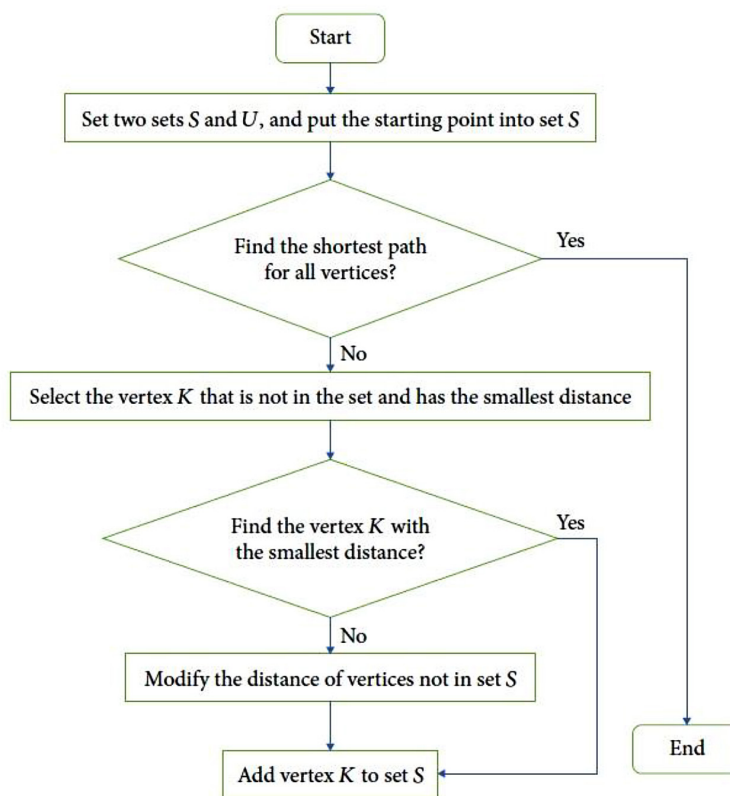 Start
Set two sets S and U, and put the starting point into set S
Find the shortest path
for all vertices?
Yes
No
Select the vertex K that is not in the set and has the smallest distance
Find the vertex K with
the smallest distance?
Yes
No
Modify the distance of vertices not in set S
Add vertex K to set S
End